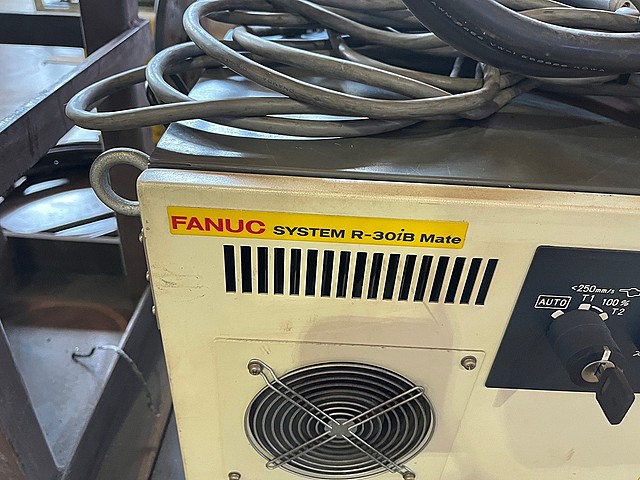 FANUC SYSTEM R-30iB Mate
<250mm/s
T1 100%
AUTO T2